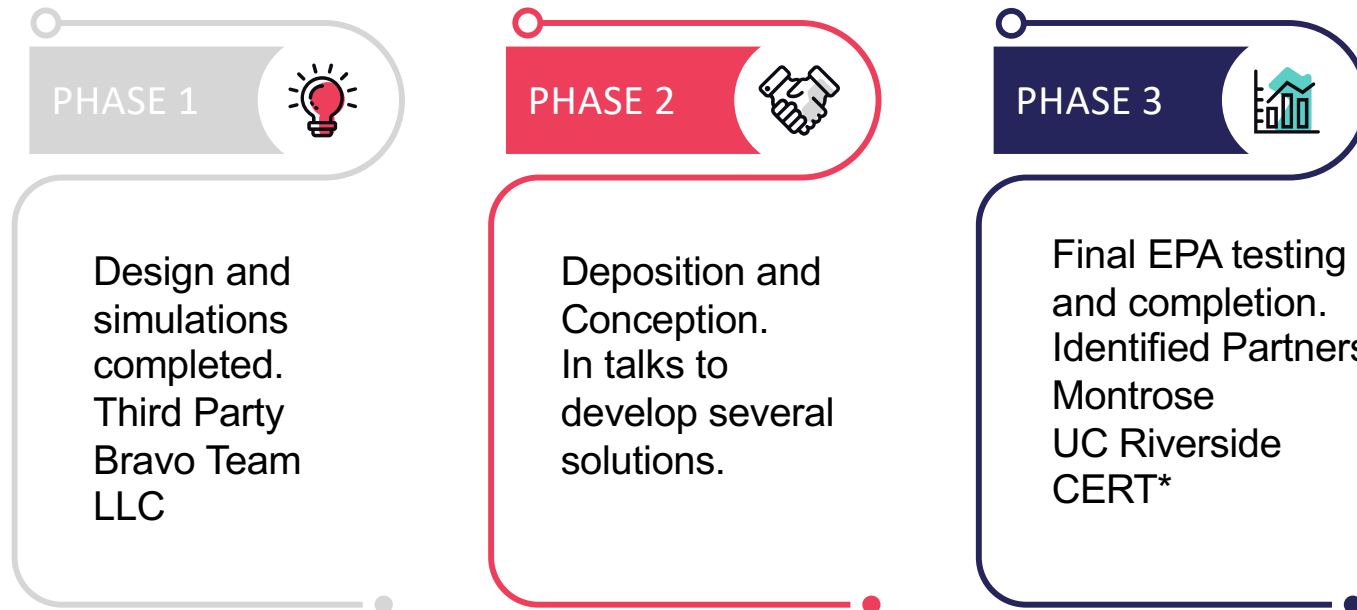 PHASE 1
Design and
simulations
completed.
Third Party
Bravo Team
LLC
PHASE 2
Deposition and
Conception.
In talks to
develop several
solutions.
PHASE 3
Final EPA testing
and completion.
Identified Partners
Montrose
UC Riverside
CERT*